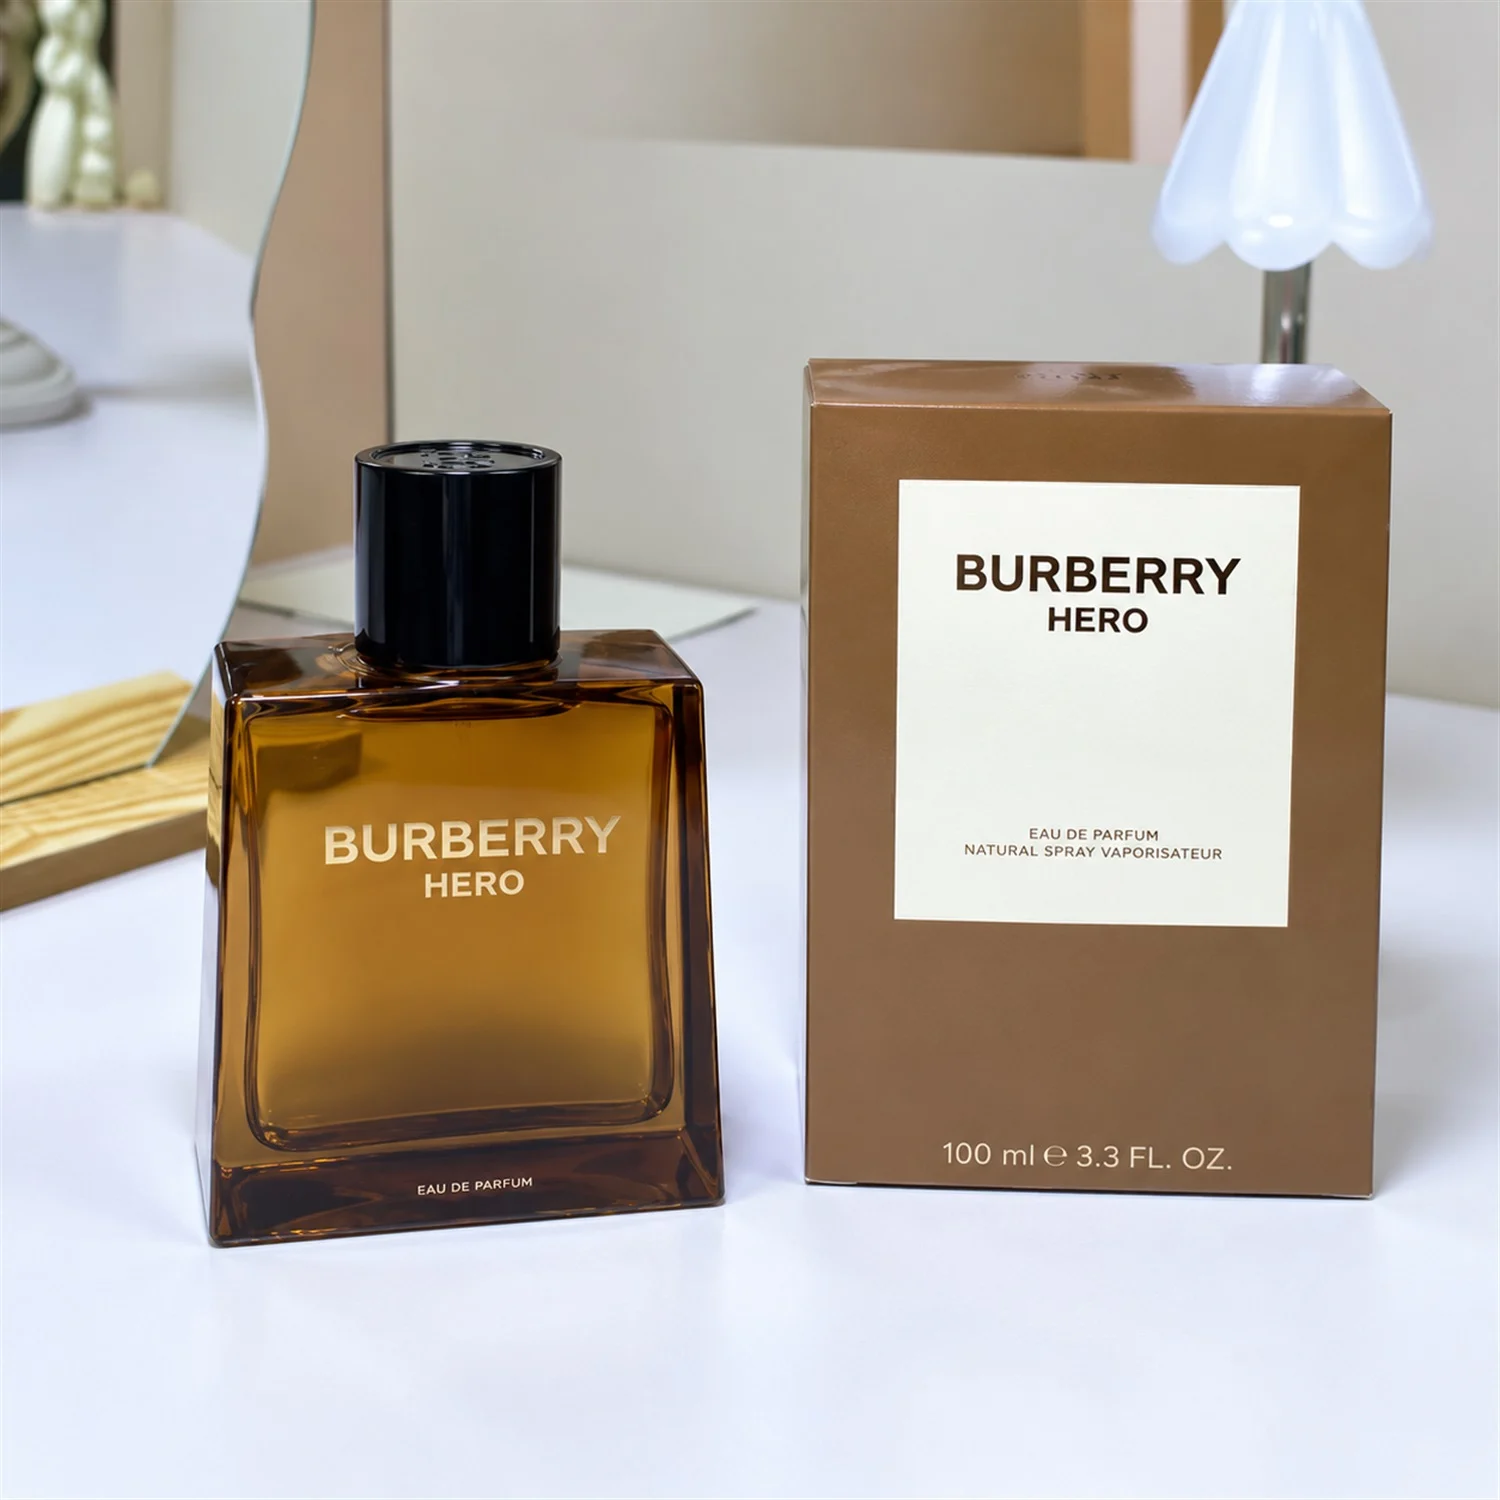 BURBERRY
HERO
EAU DE PARFUM
BURBERRY
HERO
EAU DE PARFUM
NATURAL SPRAY VAPORISATEUR
100 ml ℮ 3.3 FL. OZ.